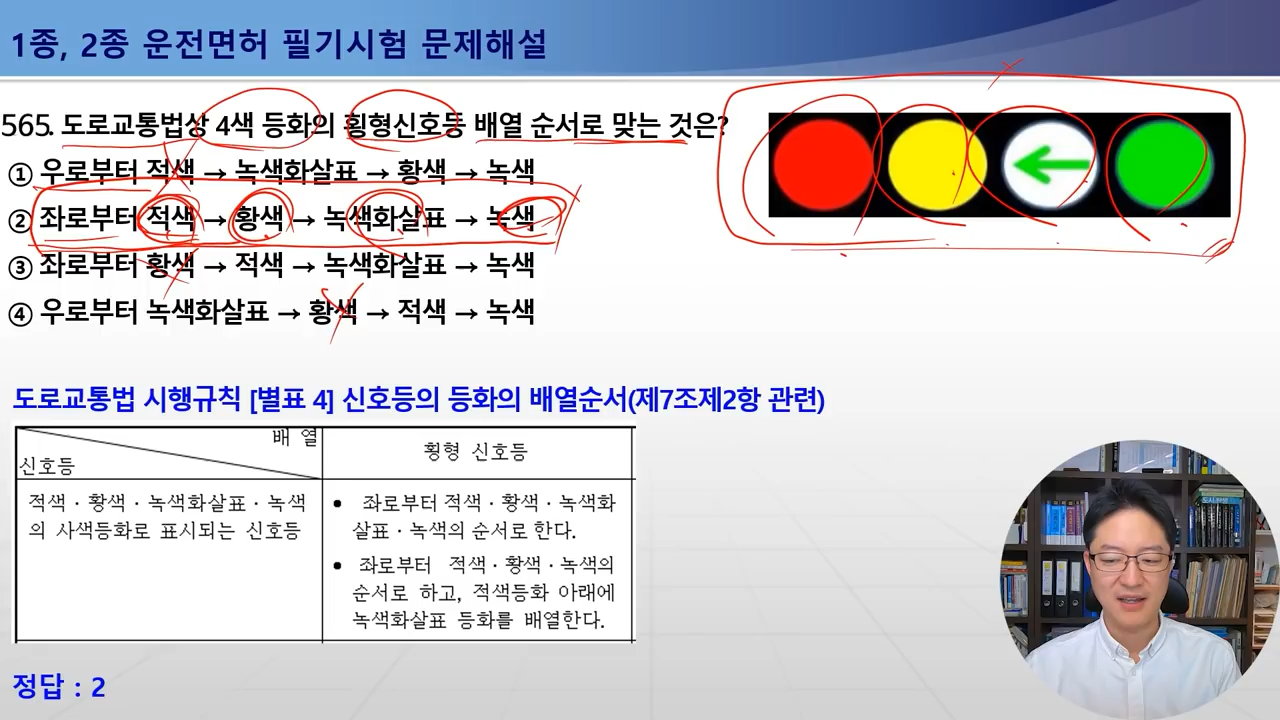 1종, 2종 운전면허 필기시험 문제해설
565. 도로교통법상 4색 등화의 횡형신호등 배열 순서로 맞는 것은?
① 우로부터 적색 → 녹색화살표 → 황색 → 녹색
② 좌로부터 적색 → 황색 → 녹색화살표 → 녹색
③ 좌로부터 황색 → 적색 → 녹색화살표 → 녹색
④ 우로부터 녹색화살표 → 황색 → 적색 → 녹색
도로교통법 시행규칙 [별표 4] 신호등의 등화의 배열순서(제7조제2항 관련)
배 열
신호등
횡형 신호등
적색 · 황색 · 녹색화살표 · 녹색
의 사색등화로 표시되는 신호등
• 좌로부터 적색 · 황색 · 녹색화
살표 · 녹색의 순서로 한다.
• 좌로부터 적색 · 황색 · 녹색의
순서로 하고, 적색등화 아래에
녹색화살표 등화를 배열한다.
정답 : 2